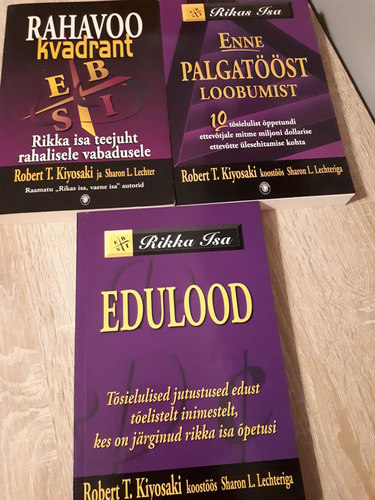 RAHAVOO
kvadrant
E B
S I
Rikka isa teejuht
rahalisele vabadusele
Robert T. Kiyosaki ja Sharon L. Lechter
Raamatu „Rikas isa, vaene isa" autorid
Rikas Isa
ENNE
PALGATÖÖST
LOOBUMIST
10 tõsielulist õppetundi
ettevõtjale mitme miljoni dollarise
ettevõtte ülesehitamise kohta
Robert T. Kiyosaki koostöös Sharon L. Lechteriga
E B
S I
Rikka Isa
EDULOOD
Tõsielulised jutustused edust
tõelistelt inimestelt,
kes on järginud rikka isa õpetusi
Robert T. Kiyosaki koostöös Sharon L. Lechteriga